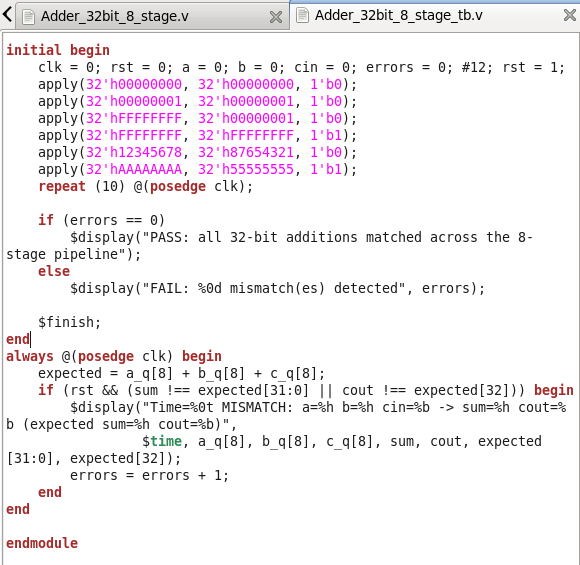 Adder_32bit_8_stage.v
Adder_32bit_8_stage_tb.v
initial begin
    clk = 0; rst = 0; a = 0; b = 0; cin = 0; errors = 0; #12; rst = 1;
    apply(32'h00000000, 32'h00000000, 1'b0);
    apply(32'h00000001, 32'h00000001, 1'b0);
    apply(32'hFFFFFFFF, 32'h00000001, 1'b0);
    apply(32'hFFFFFFFF, 32'hFFFFFFFF, 1'b1);
    apply(32'h12345678, 32'h87654321, 1'b0);
    apply(32'hAAAAAAAA, 32'h55555555, 1'b1);
    repeat (10) @(posedge clk);

    if (errors == 0)
        $display("PASS: all 32-bit additions matched across the 8-
stage pipeline");
    else
        $display("FAIL: %0d mismatch(es) detected", errors);

    $finish;
end
always @(posedge clk) begin
    expected = a_q[8] + b_q[8] + c_q[8];
    if (rst && (sum !== expected[31:0] || cout !== expected[32])) begin
        $display("Time=%0t MISMATCH: a=%h b=%h cin=%b -> sum=%h cout=%
b (expected sum=%h cout=%b)",
                 $time, a_q[8], b_q[8], c_q[8], sum, cout, expected
[31:0], expected[32]);
        errors = errors + 1;
    end
end

endmodule